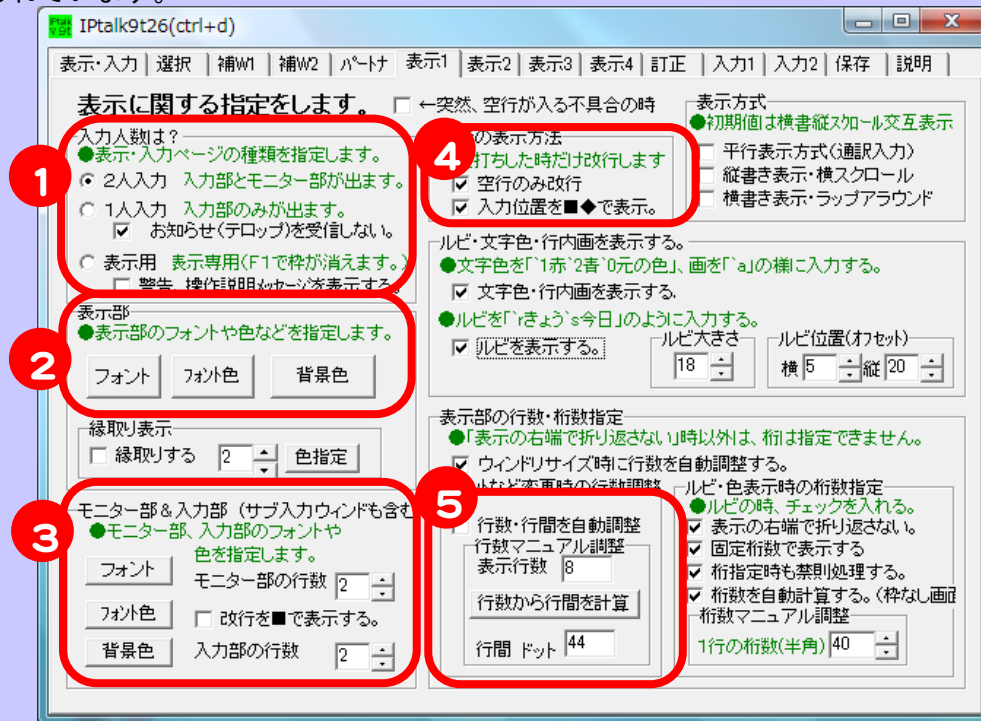 IPtalk9t26(ctrl+d)
表示・入力 選択 補W1 補W2 パートナ 表示1 表示2 表示3 表示4 訂正 入力1 入力2 保存 説明
表示に関する指定をします。 ←突然、空行が入る不具合の時
入力人数は？
●表示・入力ページの種類を指定します。
1
2人入力 入力部とモニター部が出ます。
1人入力 入力部のみが出ます。
お知らせ(テロップ)を受信しない。
表示用 表示専用(F1で枠が消えます。)
警告、操作説明メッセージを表示する。
4
の表示方法
打ちした時だけ改行します
空行のみ改行
入力位置を■◆で表示。
表示方式
●初期値は横書縦スクロール交互表示
平行表示方式(通訳入力)
縦書き表示・横スクロール
横書き表示・ラップアラウンド
ルビ・文字色・行内画を表示する。
●文字色を「`1赤`2青`0元の色」、画を「`a」の様に入力する。
文字色・行内画を表示する.
●ルビを「`rきょう`s今日」のように入力する。
ルビを表示する。
ルビ大きさ
18
ルビ位置(オフセット)
横 5 縦 20
表示部
●表示部のフォントや色などを指定します。
2
フォント フォント色 背景色
縁取り表示
縁取りする 2 色指定
表示部の行数・桁数指定
●「表示の右端で折り返さない」時以外は、桁は指定できません。
ウィンドリサイズ時に行数を自動調整する。
など変更時の行数調整
5
行数・行間を自動調整
行数マニュアル調整
表示行数 8
行数から行間を計算
行間 ドット 44
ルビ・色表示時の桁数指定
●ルビの時、チェックを入れる。
表示の右端で折り返さない。
固定桁数で表示する
桁指定時も禁則処理する。
桁数を自動計算する。(枠なし画面
桁数マニュアル調整
1行の桁数(半角) 40
モニター部＆入力部 (サブ入力ウィンドも含む
3
●モニター部、入力部のフォントや
色を指定します。
フォント モニター部の行数 2
フォント色 改行を■で表示する。
背景色 入力部の行数 2